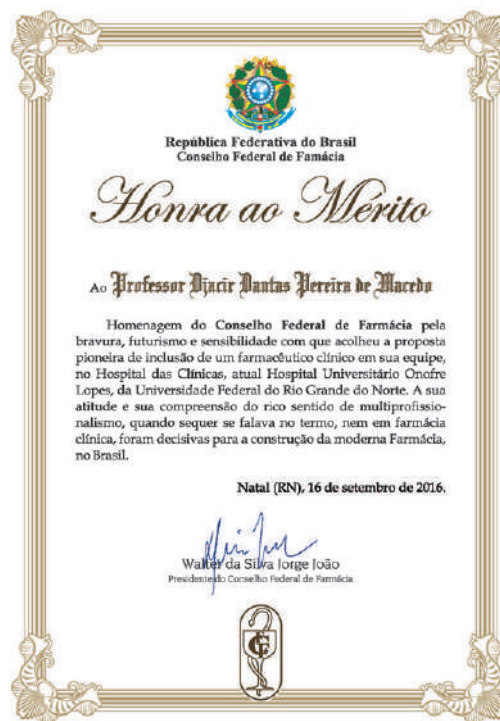 República Federativa do Brasil
Conselho Federal de Famácia
Honra ao Mérito
Ao Professor Djacir Dantas Pereira de Macedo
Homenagem do Conselho Federal de Farmácia pela
bravura, futurismo e sensibilidade com que acolheu a proposta
pioneira de inclusão de um farmacêutico clínico em sua equipe,
no Hospital das Clínicas, atual Hospital Universitário Onofre
Lopes, da Universidade Federal do Rio Grande do Norte. A sua
atitude e sua compreensão do rico sentido de multiprofissio-
nalismo, quando sequer se falava no termo, nem em farmácia
clínica, foram decisivas para a construção da moderna Farmácia,
no Brasil.
Natal (RN), 16 de setembro de 2016.
Walter da Silva Jorge João
Presidente do Conselho Federal de Farmácia